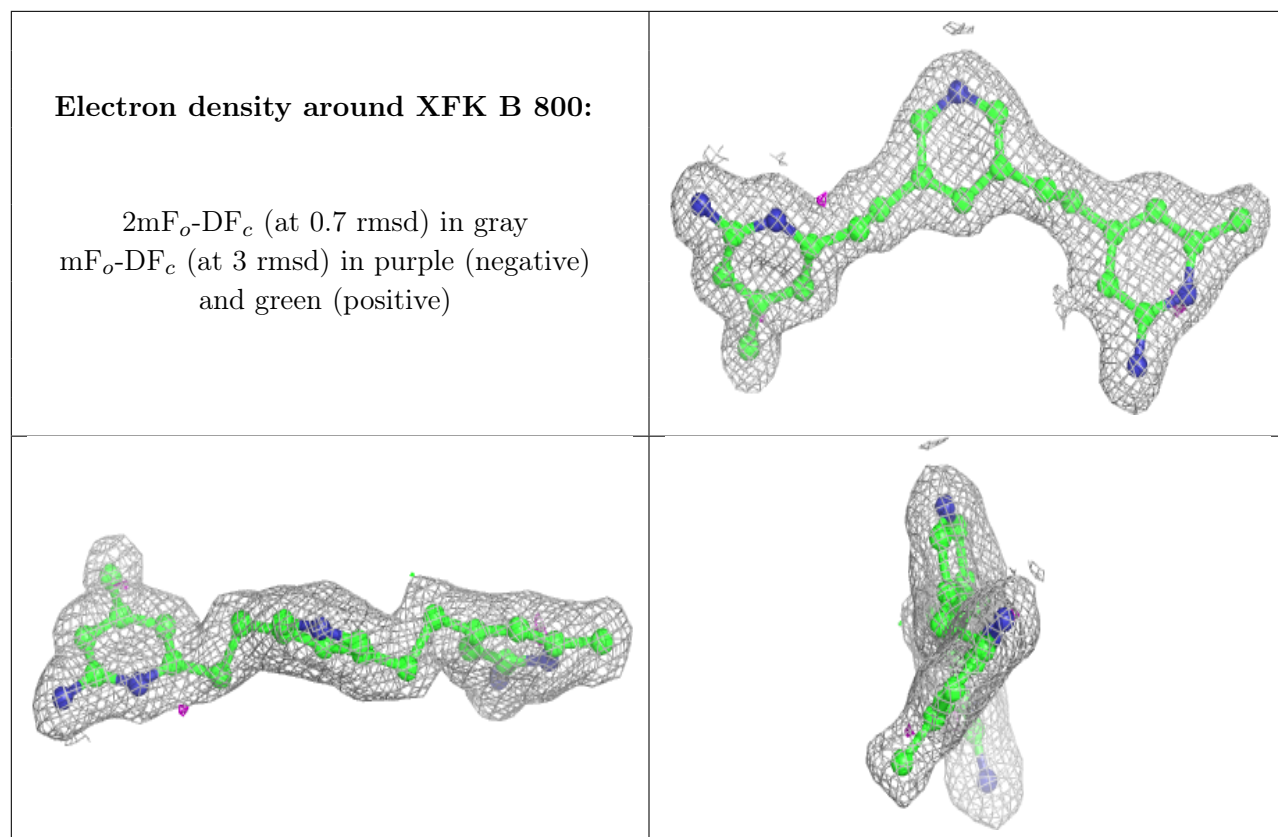 Electron density around XFK B 800:
2mFo-DFc (at 0.7 rmsd) in gray
mFo-DFc (at 3 rmsd) in purple (negative)
and green (positive)